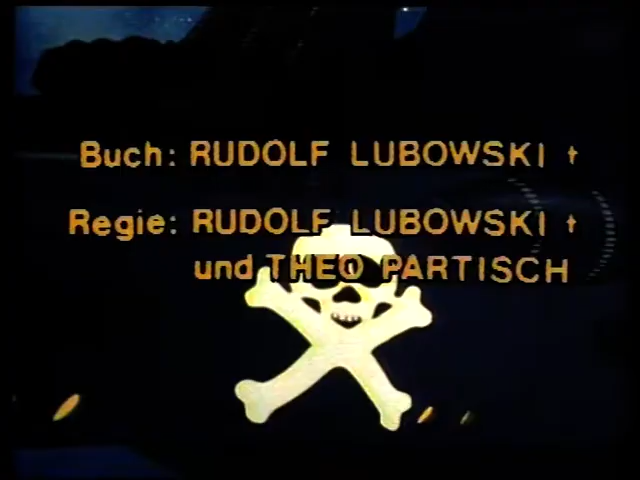 Buch: RUDOLF LUBOWSKI †
Regie: RUDOLF LUBOWSKI †
und THEO PARTISCH